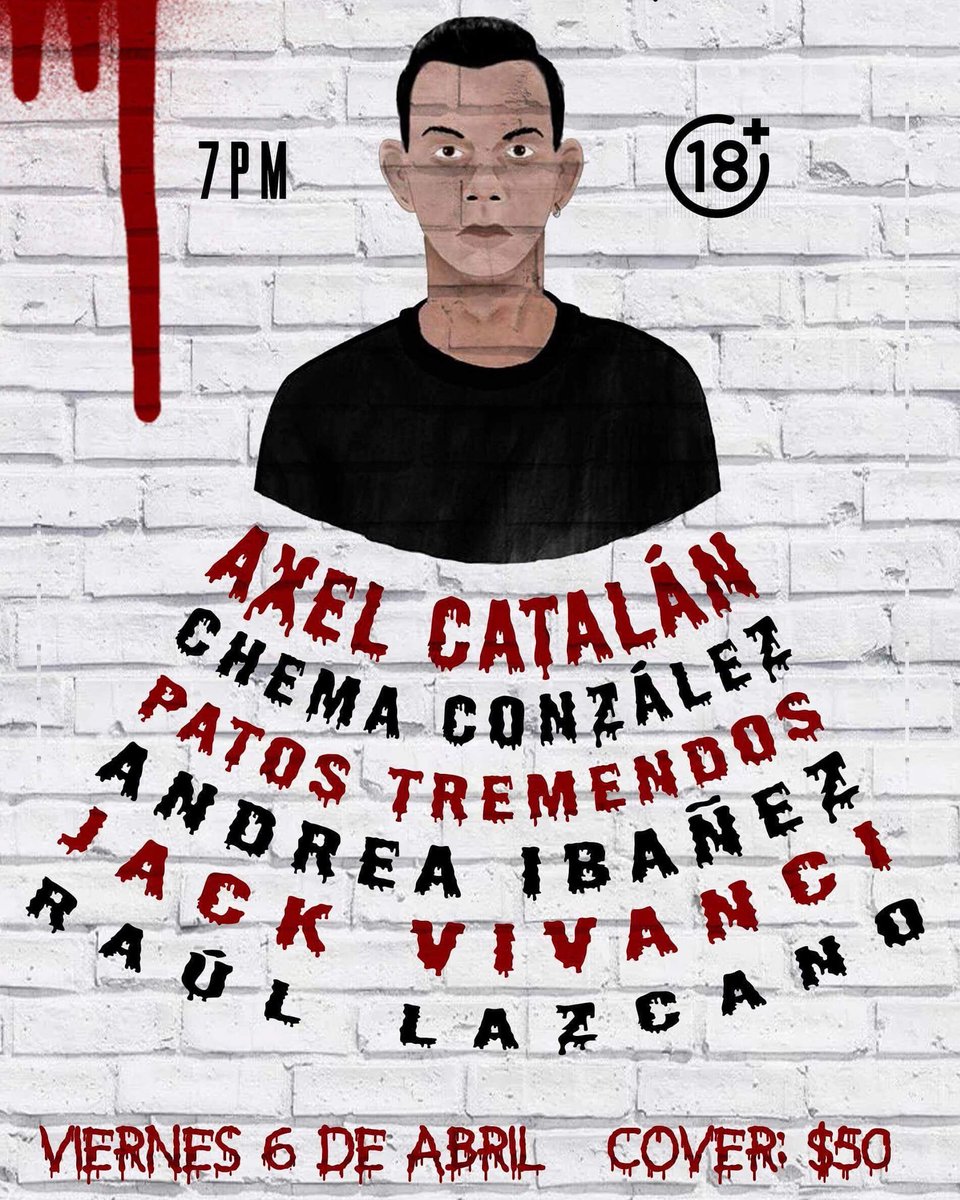 7PM
18+
AXEL CATALÁN
CHEMA GONZÁLEZ
PATOS TREMENDOS
ANDREA IBAÑEZ
JACK VIVANCI
RAÚL LAZCANO
VIERNES 6 DE ABRIL
COVER: $50